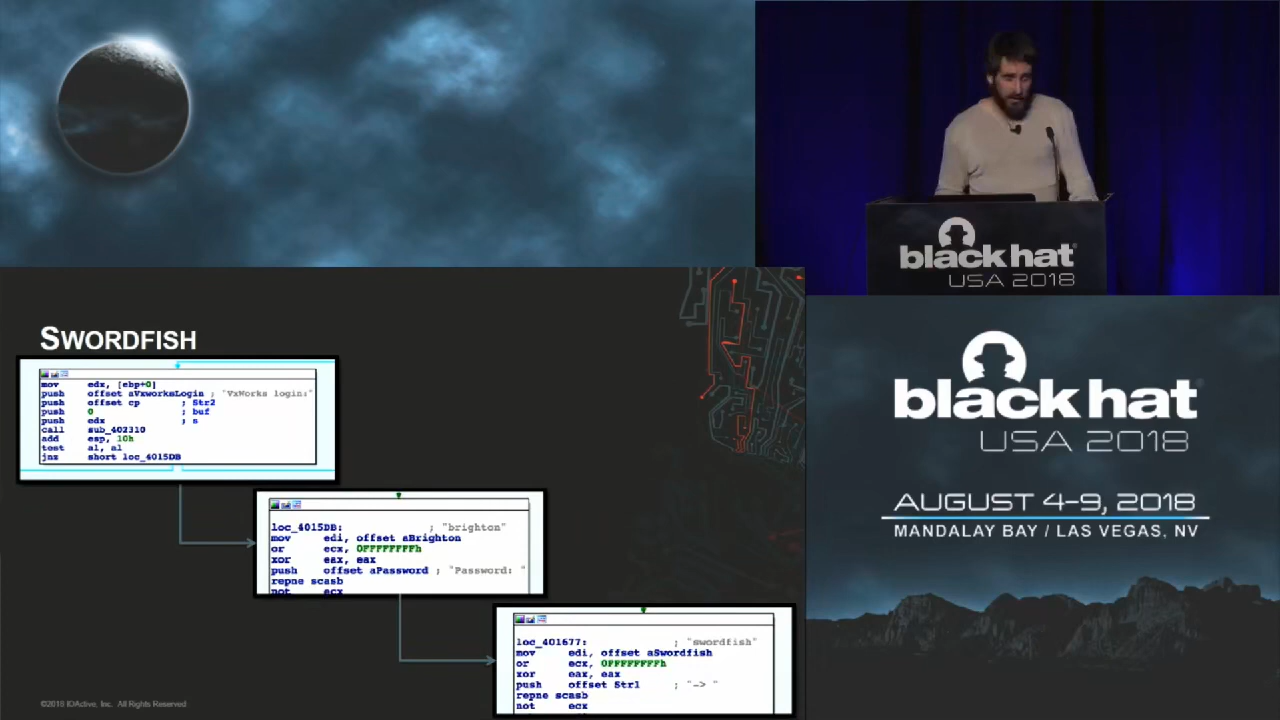 black hat
USA 2018
SWORDFISH
mov edx, [ebp+0]
push offset aVxworksLogin ; "VxWorks login:"
push offset cp ; Str2
push 0 ; buf
push edx ; s
call sub_402310
add esp, 10h
test al, al
jnz short loc_4015DB
loc_4015DB: ; "brighton"
mov edi, offset aBrighton
or ecx, 0FFFFFFFFh
xor eax, eax
push offset aPassword ; "Password: "
repne scasb
not ecx
loc_401677: ; "swordfish"
mov edi, offset aSwordfish
or ecx, 0FFFFFFFFh
xor eax, eax
push offset Str1 ; "-> "
repne scasb
not ecx
©2018 IOActive, Inc. All Rights Reserved
black hat
USA 2018
AUGUST 4-9, 2018
MANDALAY BAY / LAS VEGAS, NV